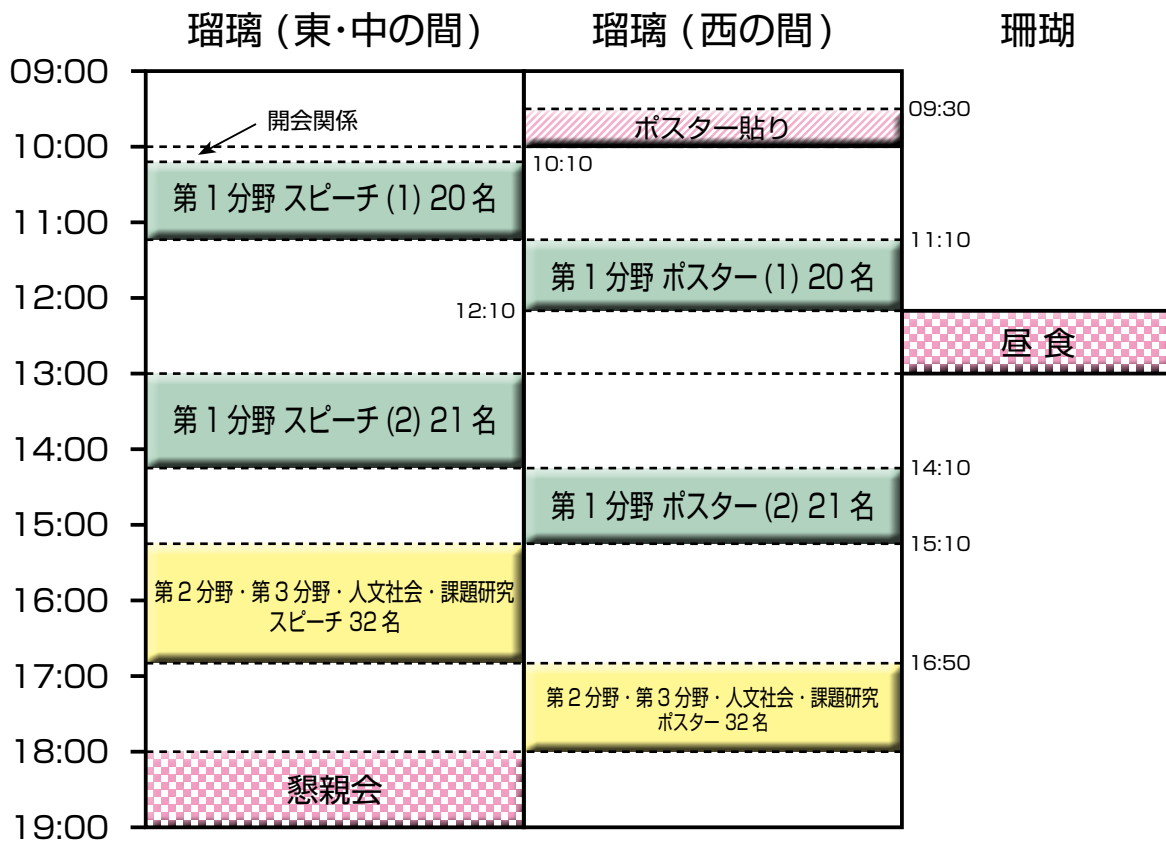 瑠璃 (東・中の間)
瑠璃 (西の間)
珊瑚
09:00
開会関係
09:30
ポスター貼り
10:00
10:10
第1分野 スピーチ (1) 20名
11:00
11:10
第1分野 ポスター (1) 20名
12:00
12:10
昼 食
13:00
第1分野 スピーチ (2) 21名
14:00
14:10
第1分野 ポスター (2) 21名
15:00
15:10
第2分野・第3分野・人文社会・課題研究
スピーチ 32名
16:00
16:50
17:00
第2分野・第3分野・人文社会・課題研究
ポスター 32名
18:00
懇親会
19:00